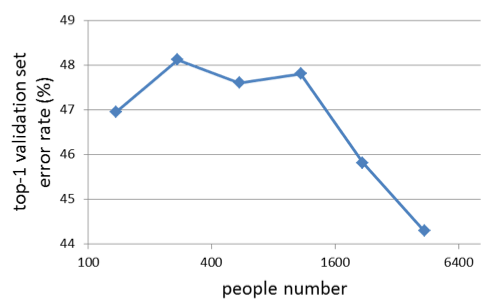 top-1 validation set
error rate (%)
49
48
47
46
45
44
100 400 1600 6400
people number